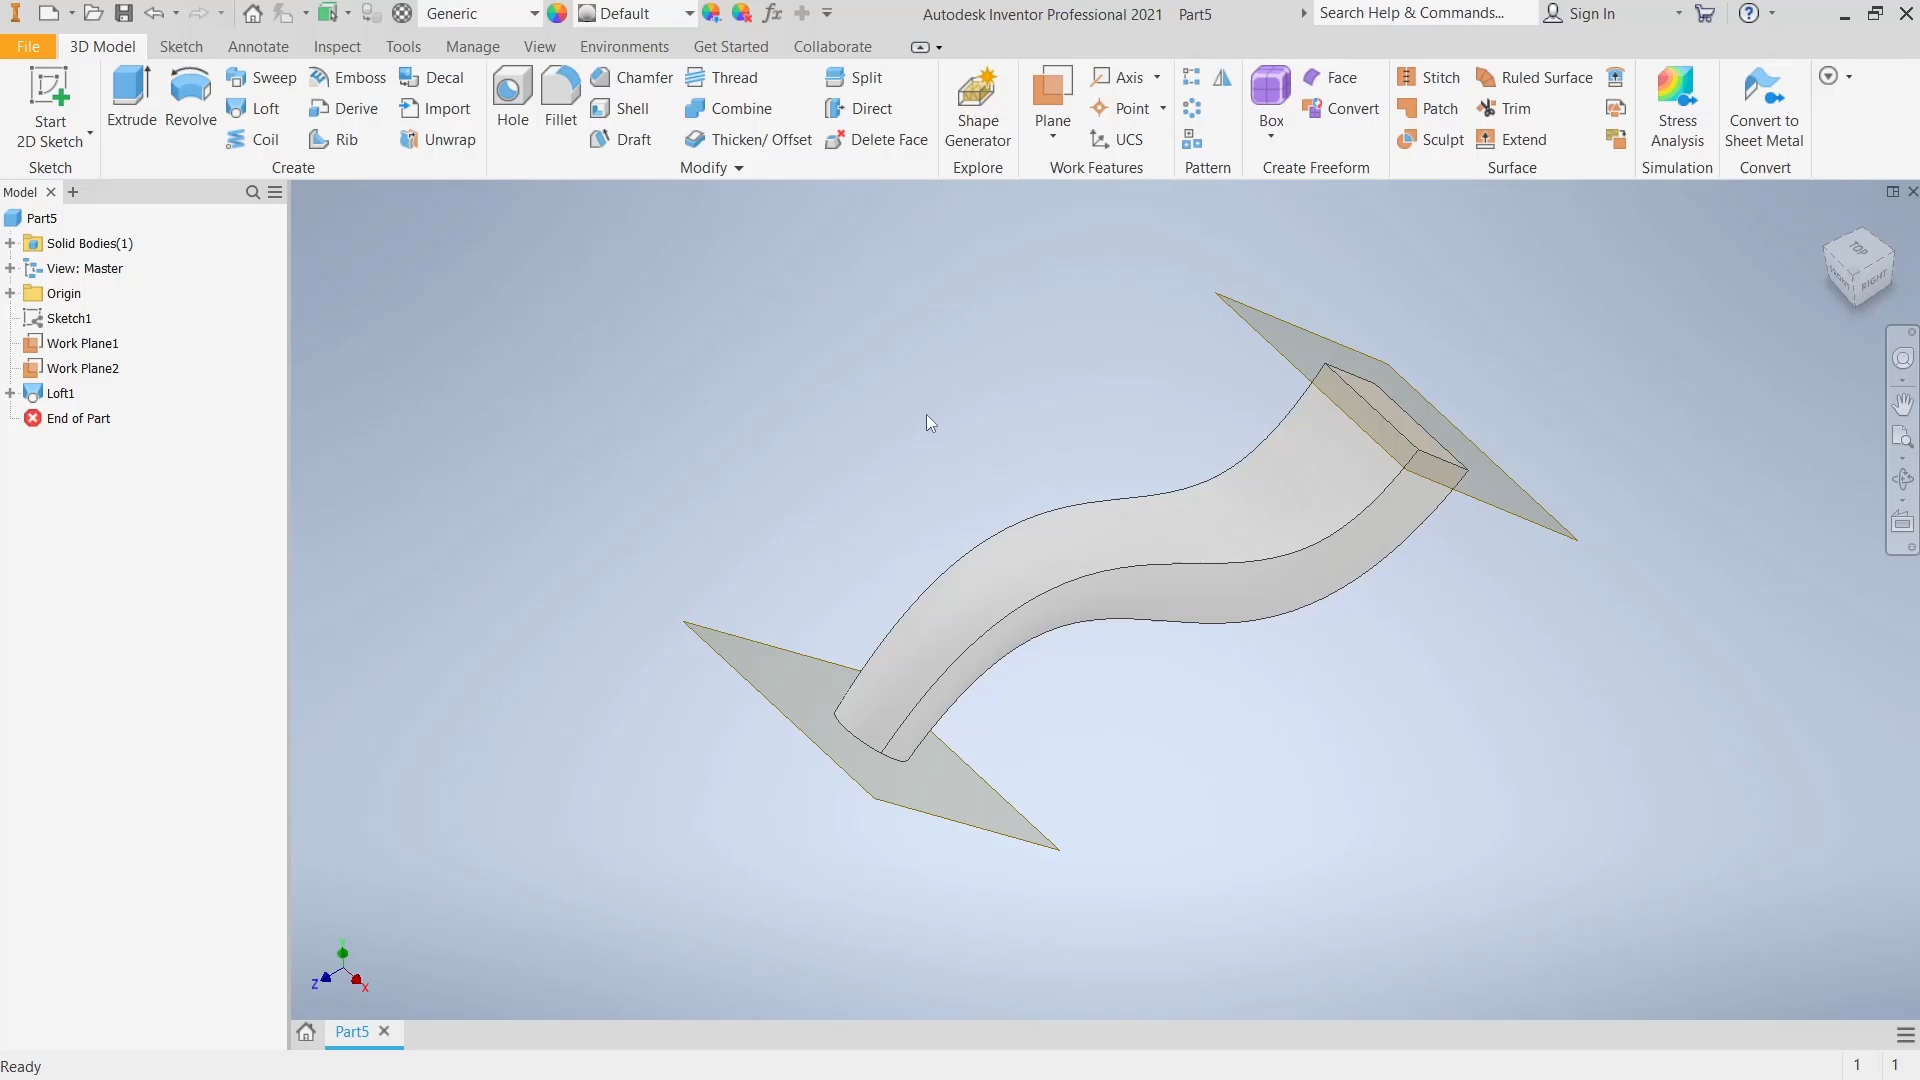 Generic Default Autodesk Inventor Professional 2021 Part5 Search Help & Commands... Sign In
File 3D Model Sketch Annotate Inspect Tools Manage View Environments Get Started Collaborate
Start 2D Sketch
Sketch
Extrude
Revolve
Sweep
Loft
Coil
Emboss
Derive
Rib
Decal
Import
Unwrap
Create
Hole
Fillet
Chamfer
Shell
Draft
Thread
Combine
Thicken/ Offset
Split
Direct
Delete Face
Modify
Shape Generator
Explore
Plane
Axis
Point
UCS
Work Features
Pattern
Box
Face
Convert
Create Freeform
Stitch
Patch
Sculpt
Ruled Surface
Trim
Extend
Surface
Stress Analysis
Simulation
Convert to Sheet Metal
Convert
Model
Part5
Solid Bodies(1)
View: Master
Origin
Sketch1
Work Plane1
Work Plane2
Loft1
End of Part
TOP
RIGHT
Y
Z
X
Part5
Ready
1 1